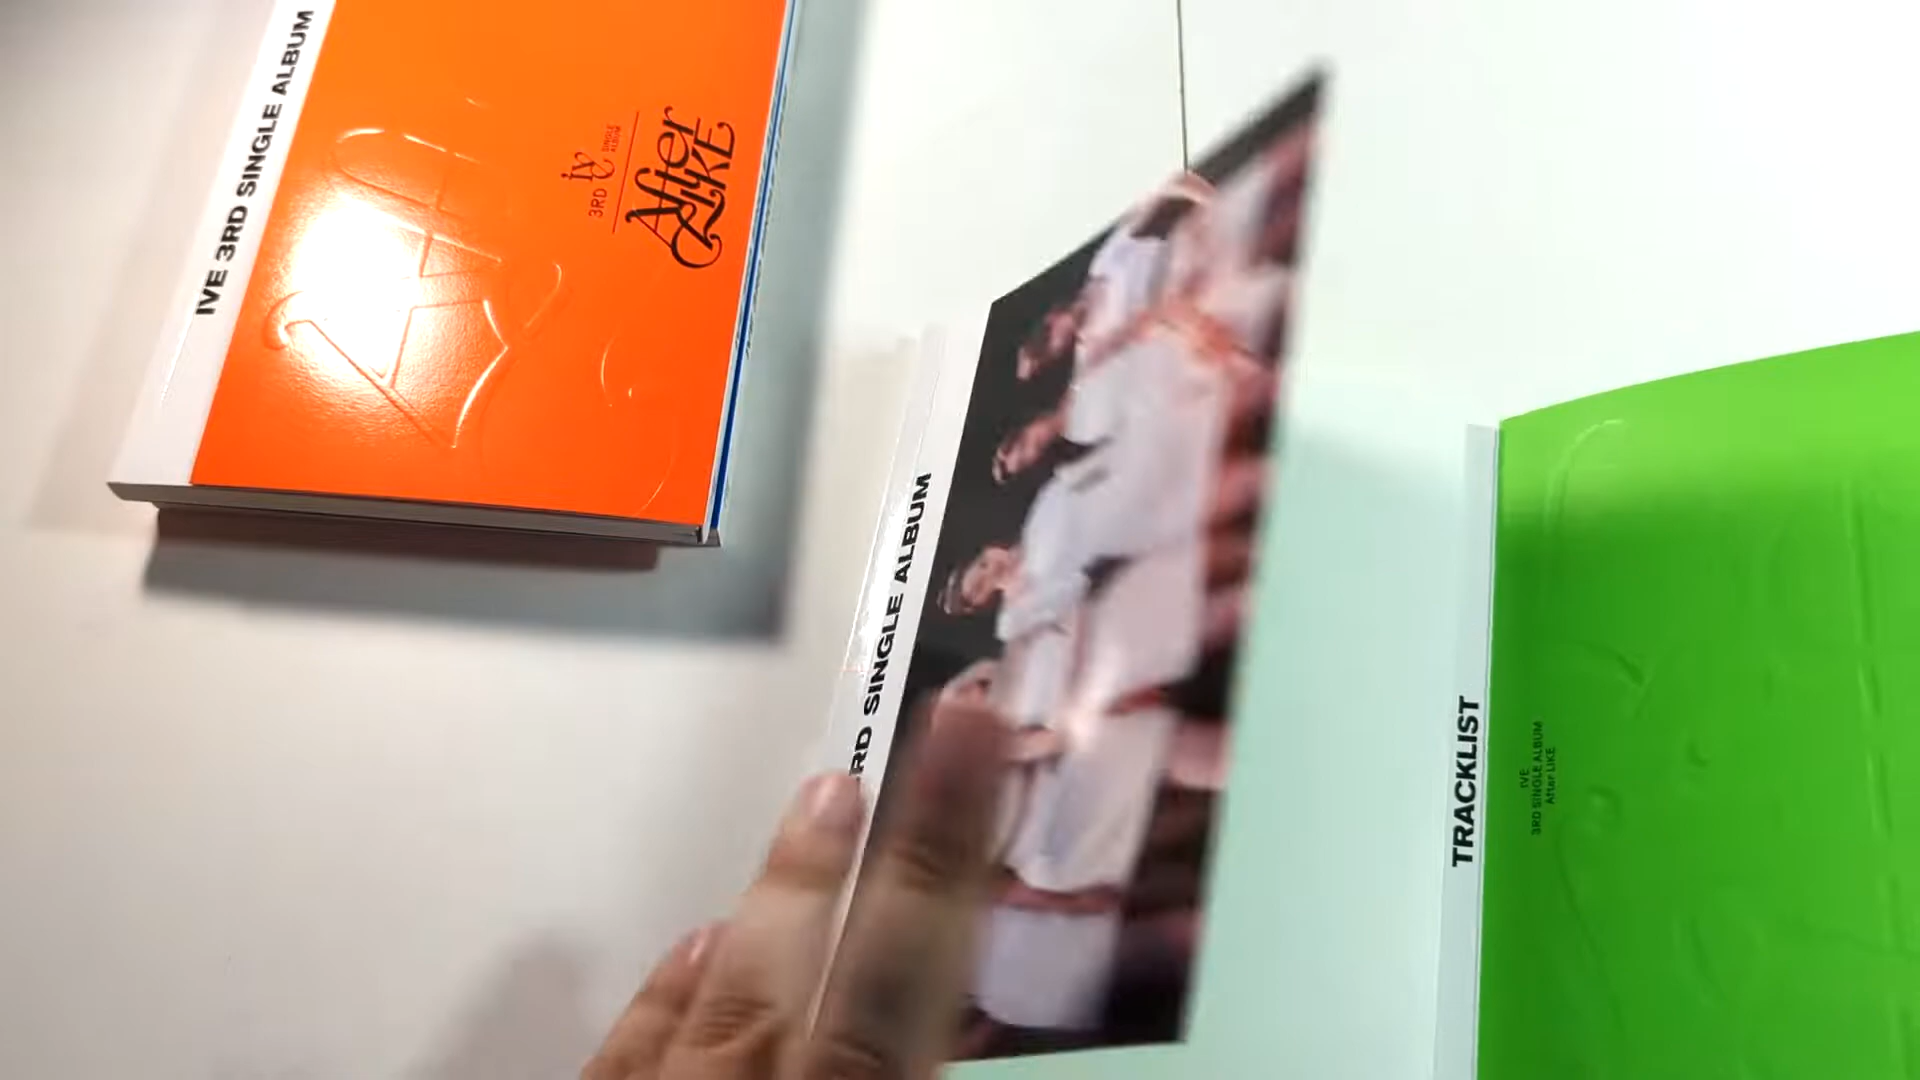 IVE 3RD SINGLE ALBUM
3RD IVE SINGLE ALBUM
After LIKE
RD SINGLE ALBUM
TRACKLIST
IVE
3RD SINGLE ALBUM
After LIKE